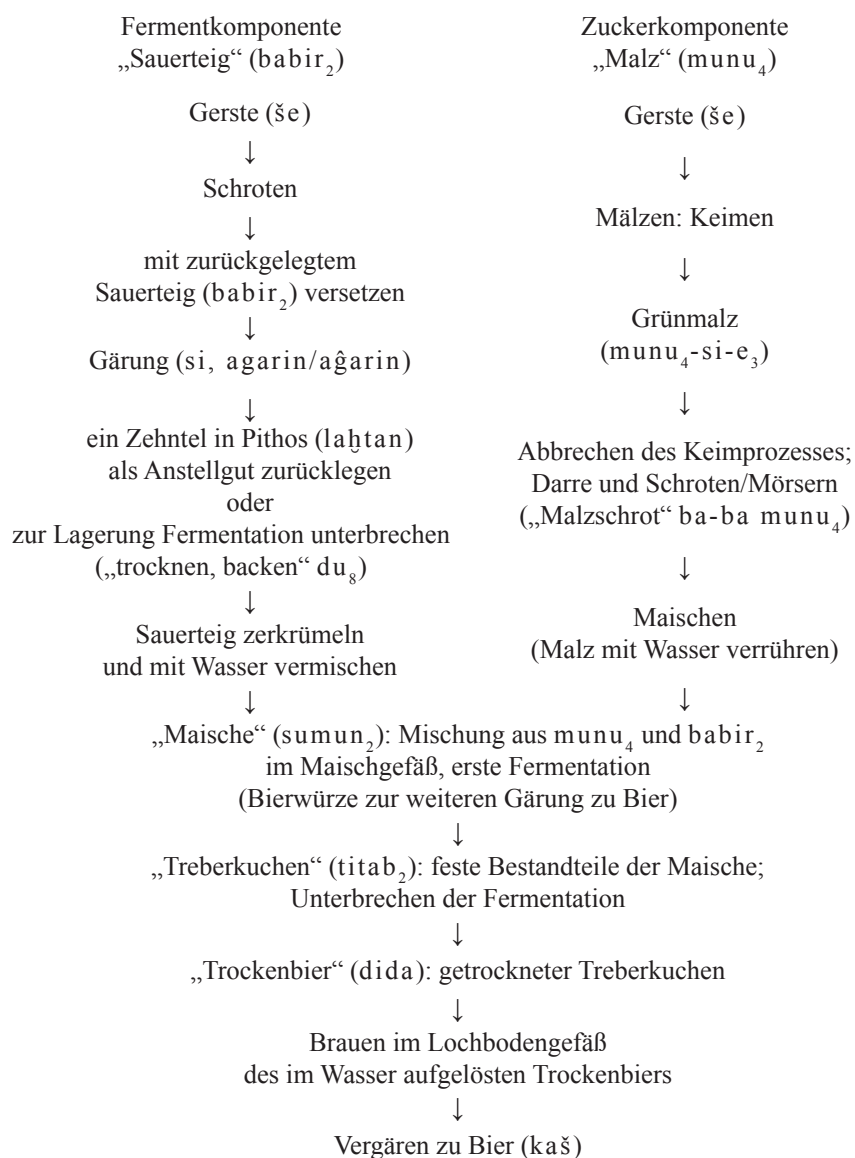 Fermentkomponente
„Sauerteig“ (babir₂)
Gerste (še)
↓
Schroten
↓
mit zurückgelegtem
Sauerteig (babir₂) versetzen
↓
Gärung (si, agarin/aĝarin)
↓
ein Zehntel in Pithos (laḫtan)
als Anstellgut zurücklegen
oder
zur Lagerung Fermentation unterbrechen
(„trocknen, backen“ du₈)
↓
Sauerteig zerkrümeln
und mit Wasser vermischen
↓
Zuckerkomponente
„Malz“ (munu₄)
Gerste (še)
↓
Mälzen: Keimen
↓
Grünmalz
(munu₄-si-e₃)
↓
Abbrechen des Keimprozesses;
Darre und Schroten/Mörsern
(„Malzschrot“ ba-ba munu₄)
↓
Maischen
(Malz mit Wasser verrühren)
↓
„Maische“ (sumun₂): Mischung aus munu₄ und babir₂
im Maischgefäß, erste Fermentation
(Bierwürze zur weiteren Gärung zu Bier)
↓
„Treberkuchen“ (titab₂): feste Bestandteile der Maische;
Unterbrechen der Fermentation
↓
„Trockenbier“ (dida): getrockneter Treberkuchen
↓
Brauen im Lochbodengefäß
des im Wasser aufgelösten Trockenbiers
↓
Vergären zu Bier (kaš)